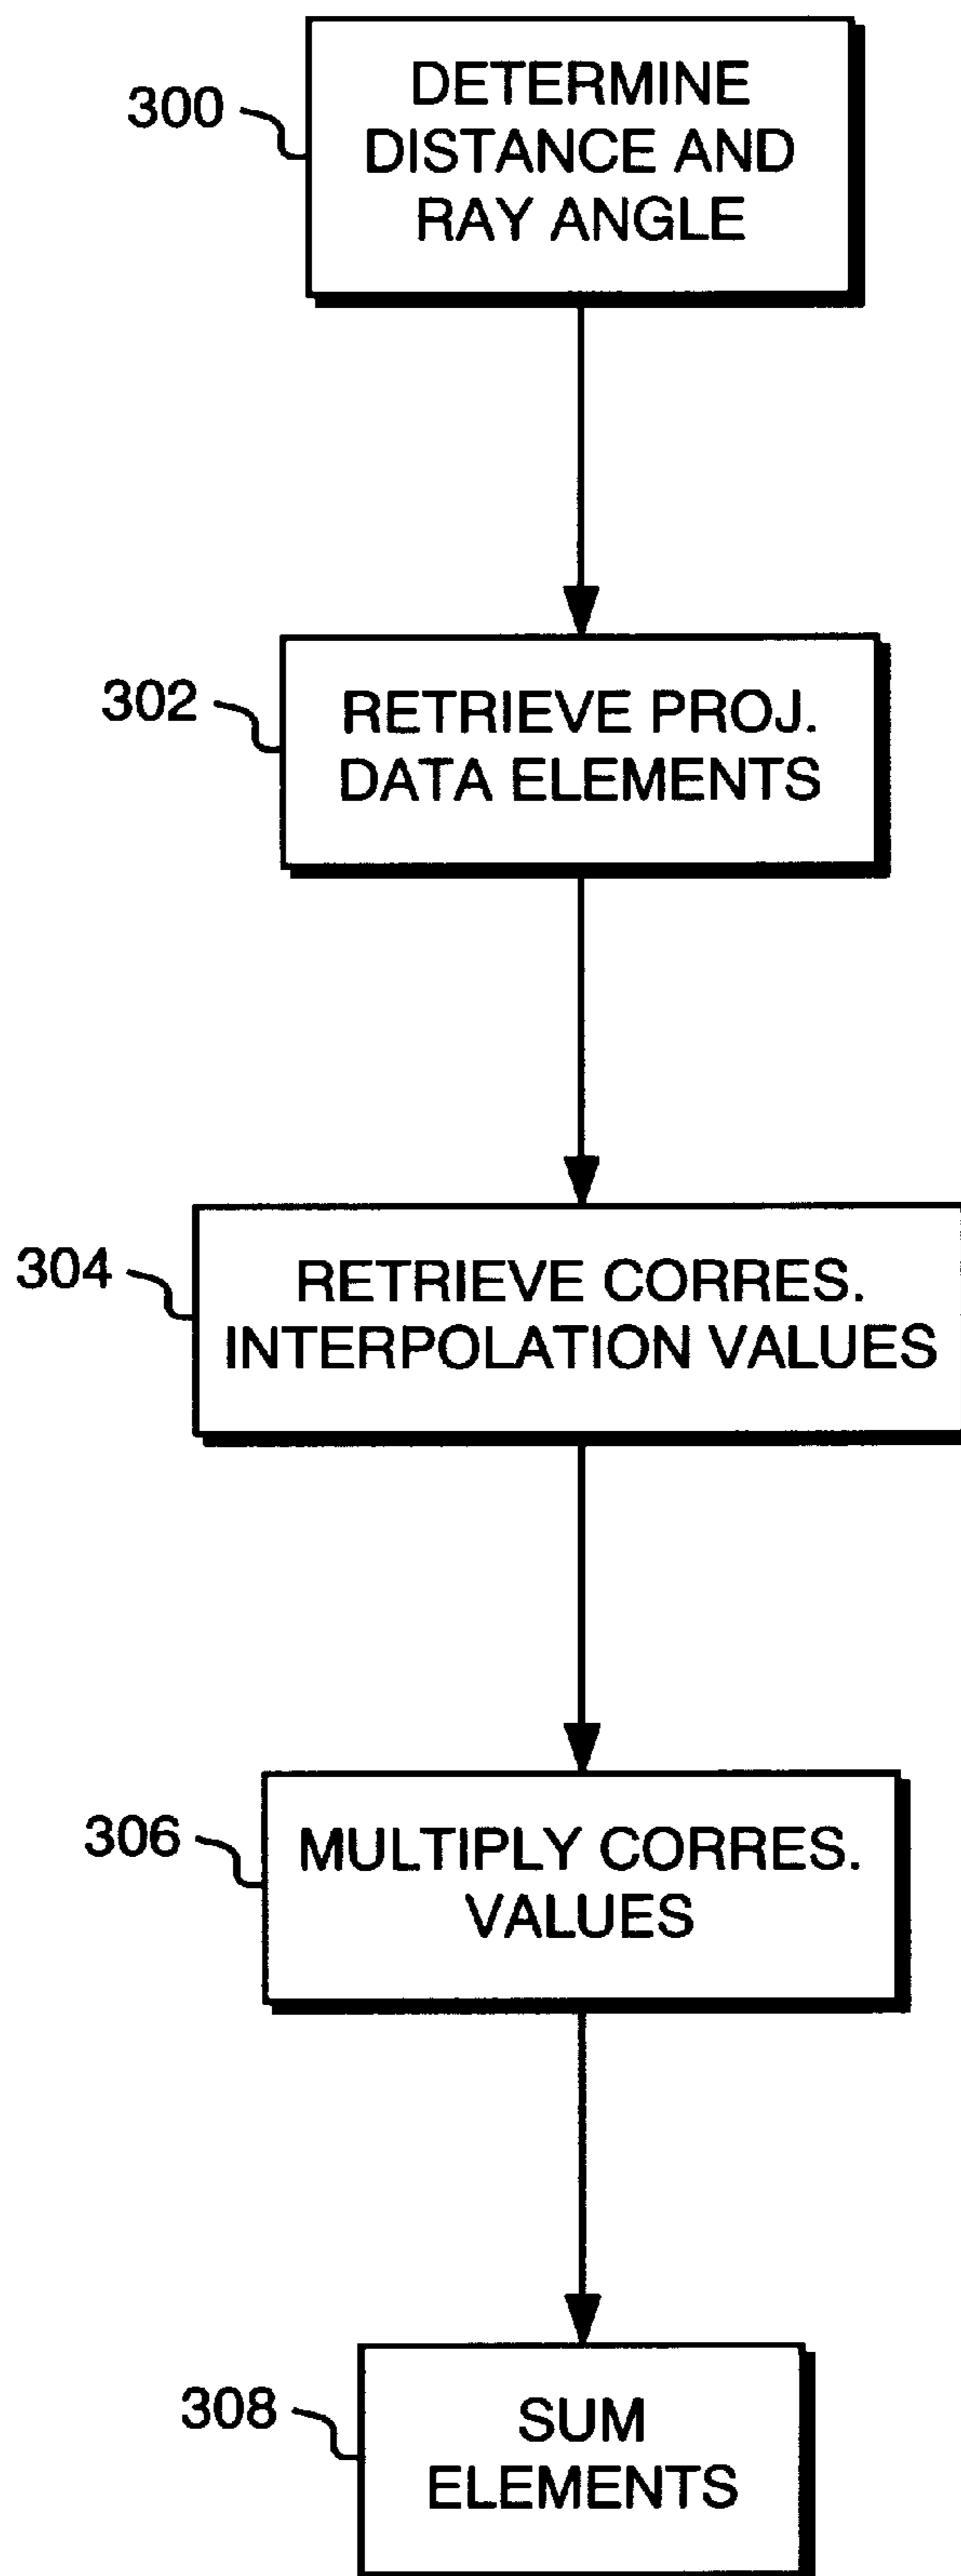 300
DETERMINE
DISTANCE AND
RAY ANGLE
302
RETRIEVE PROJ.
DATA ELEMENTS
304
RETRIEVE CORRES.
INTERPOLATION VALUES
306
MULTIPLY CORRES.
VALUES
308
SUM
ELEMENTS